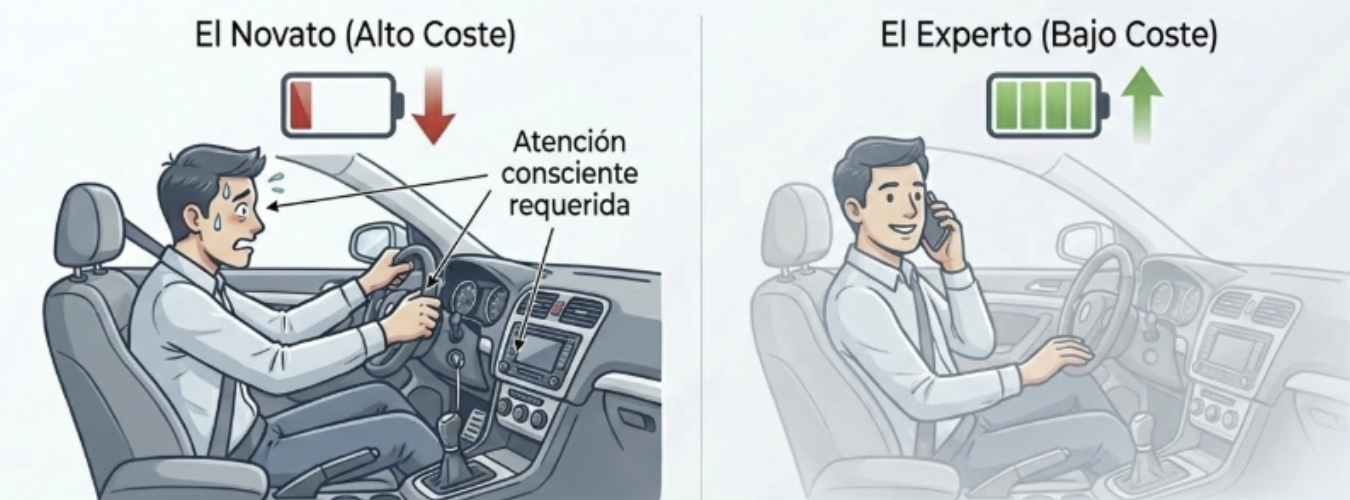 El Novato (Alto Coste)
Atención
consciente
requerida
El Experto (Bajo Coste)